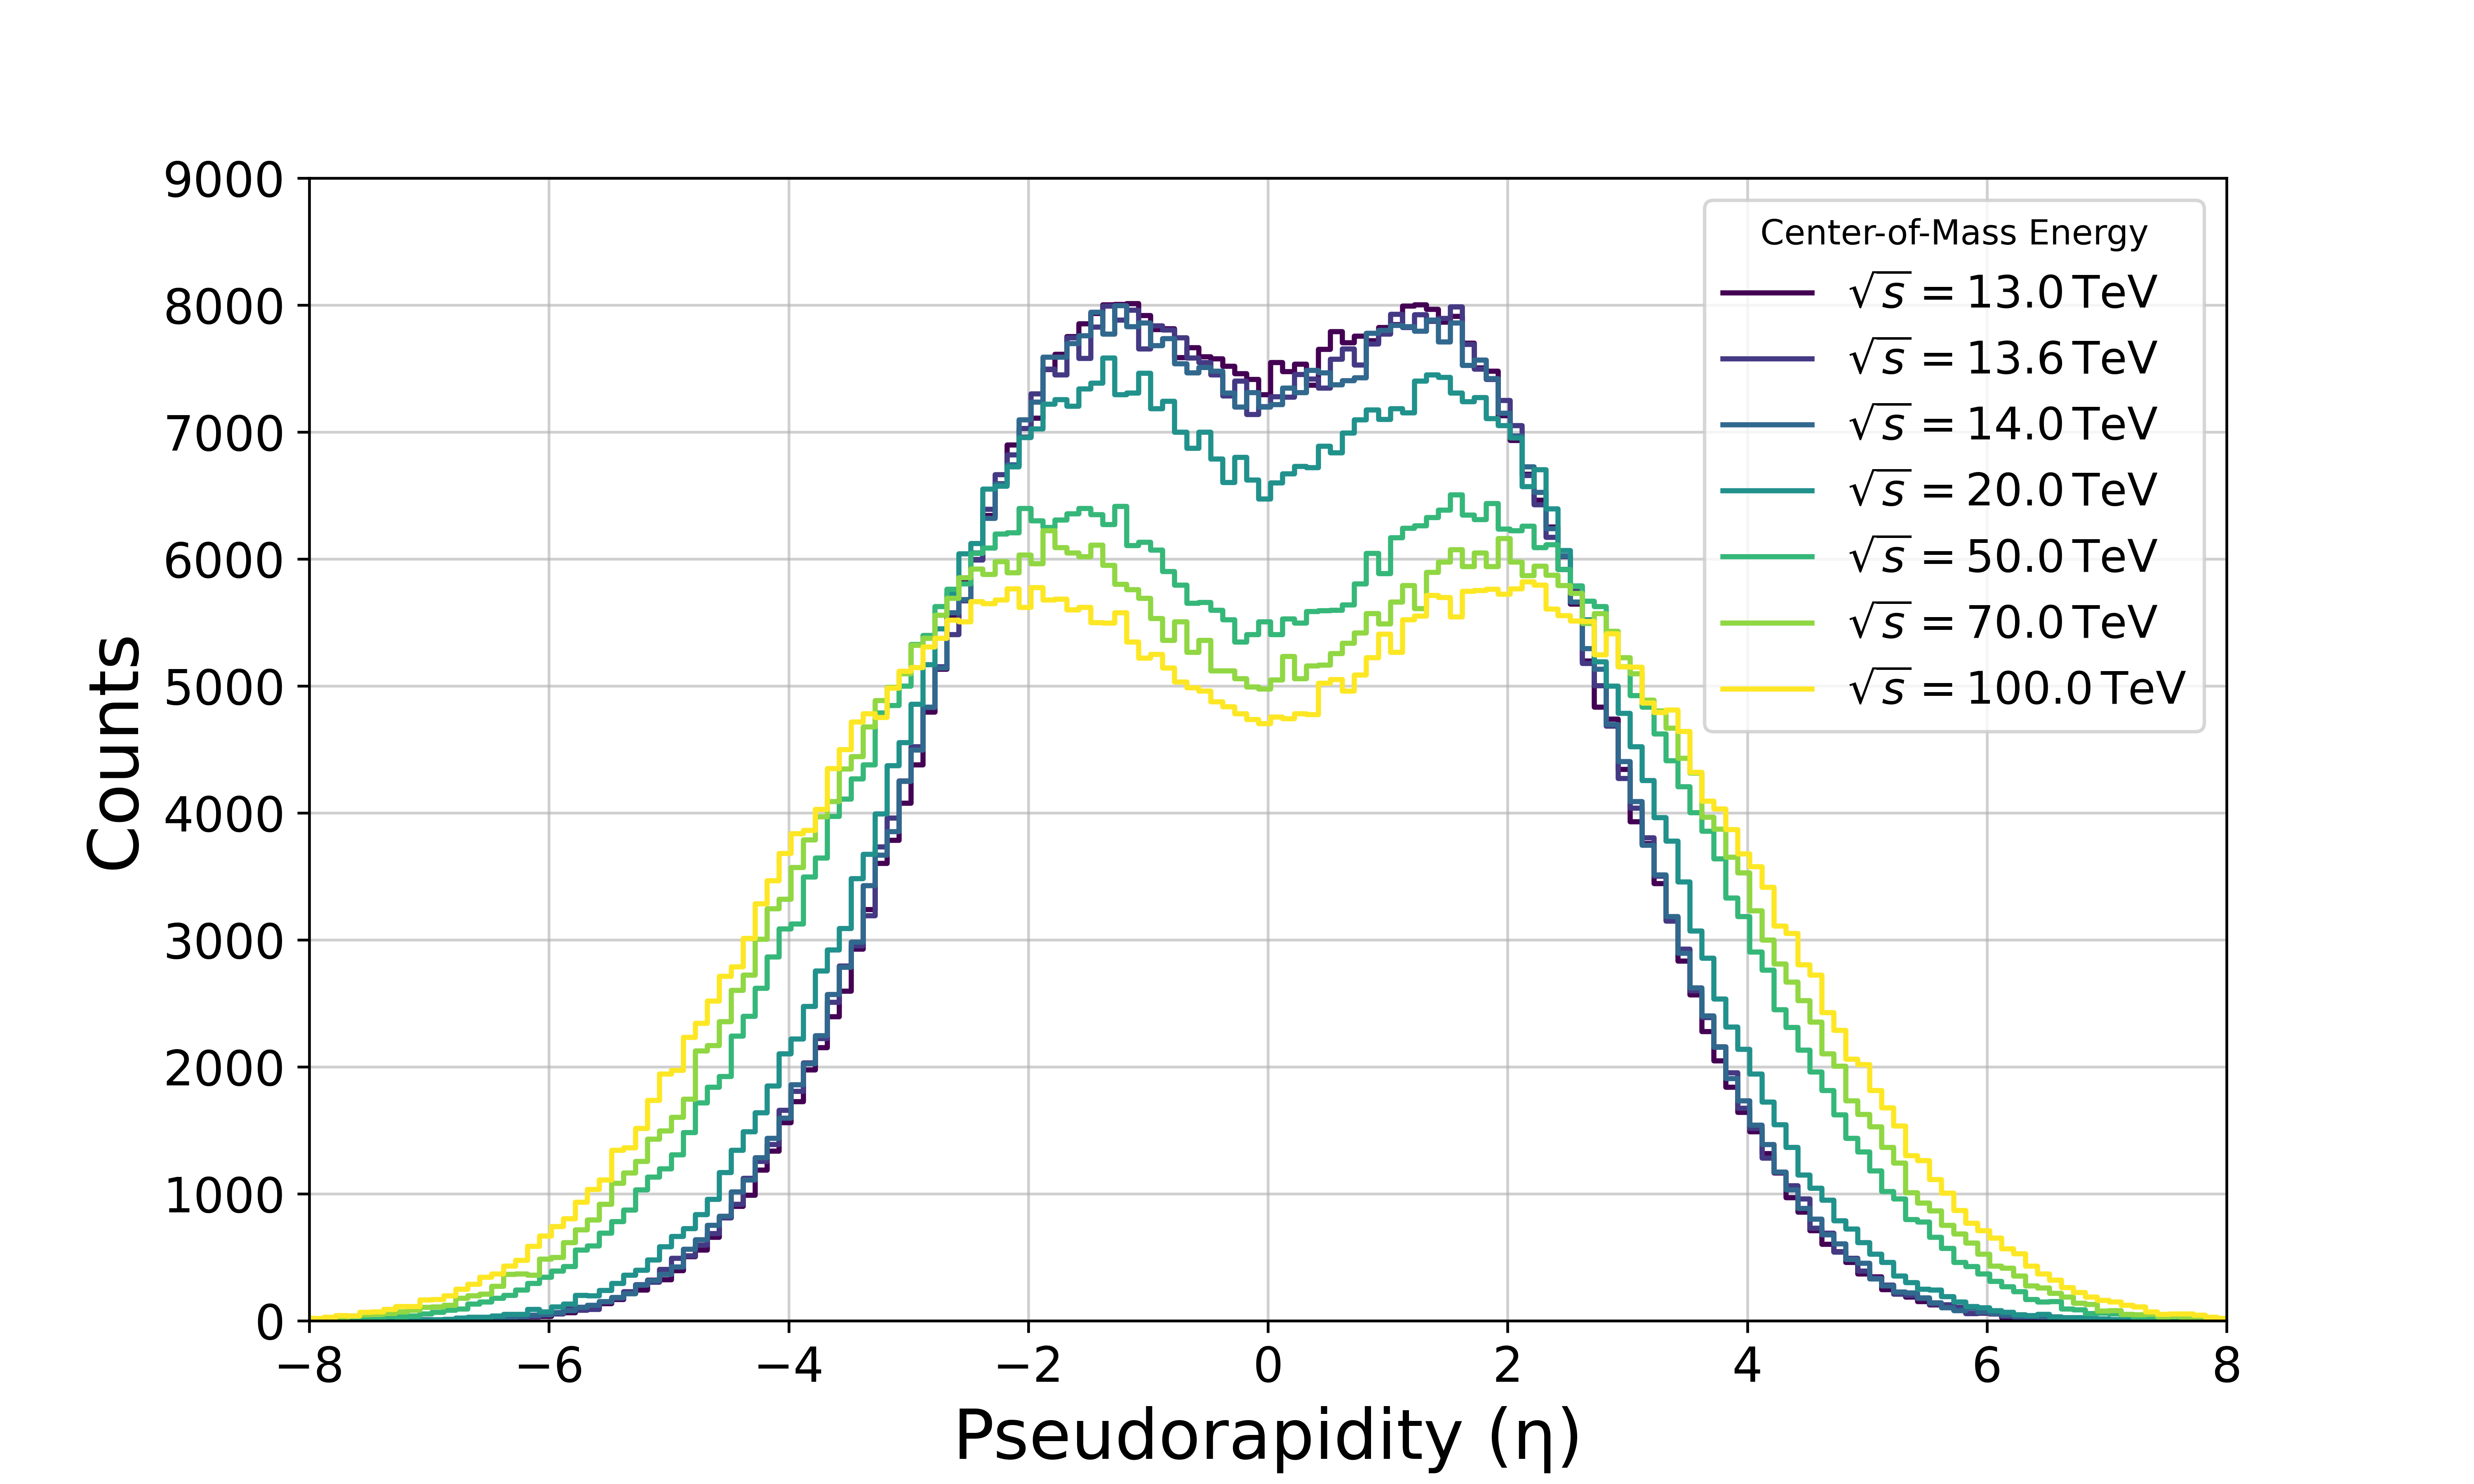 9000
8000
7000
6000
5000
4000
3000
2000
1000
0
Counts
Center-of-Mass Energy
√s = 13.0 TeV
√s = 13.6 TeV
√s = 14.0 TeV
√s = 20.0 TeV
√s = 50.0 TeV
√s = 70.0 TeV
√s = 100.0 TeV
−8 −6 −4 −2 0 2 4 6 8
Pseudorapidity (η)